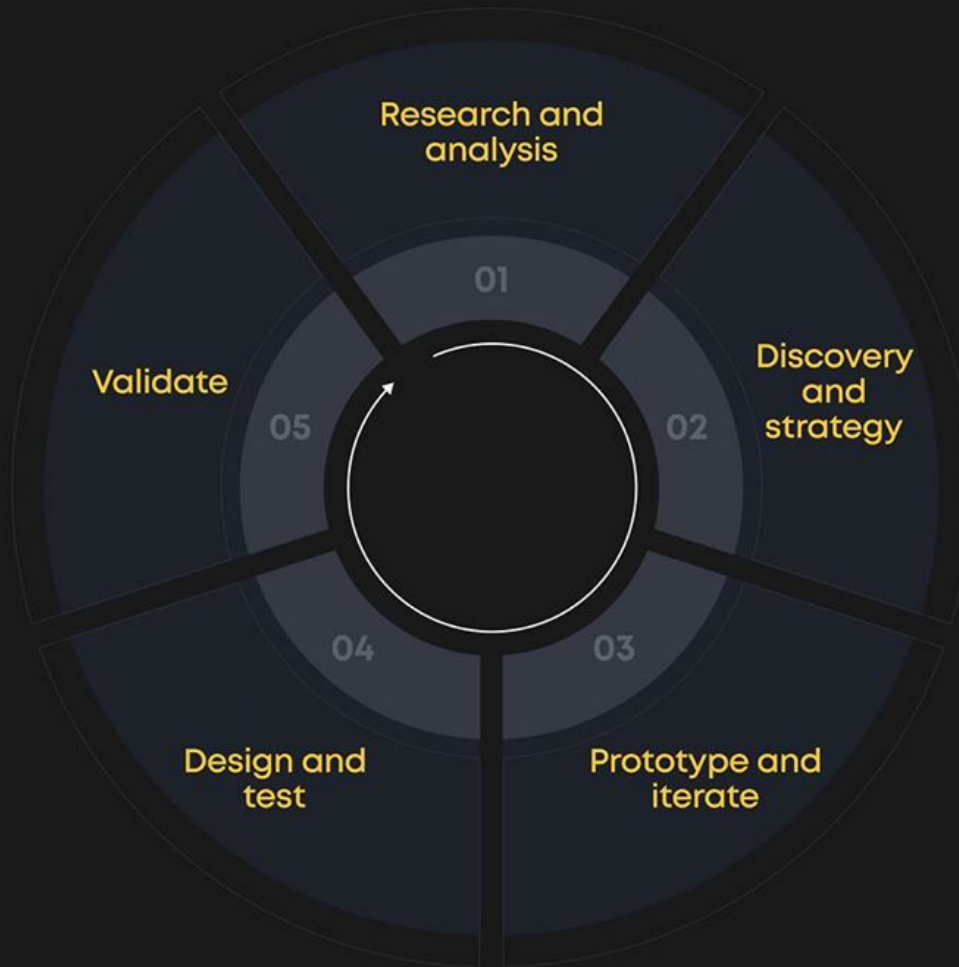 Research and
analysis
01
Discovery
and
strategy
02
Prototype and
iterate
03
Design and
test
04
Validate
05